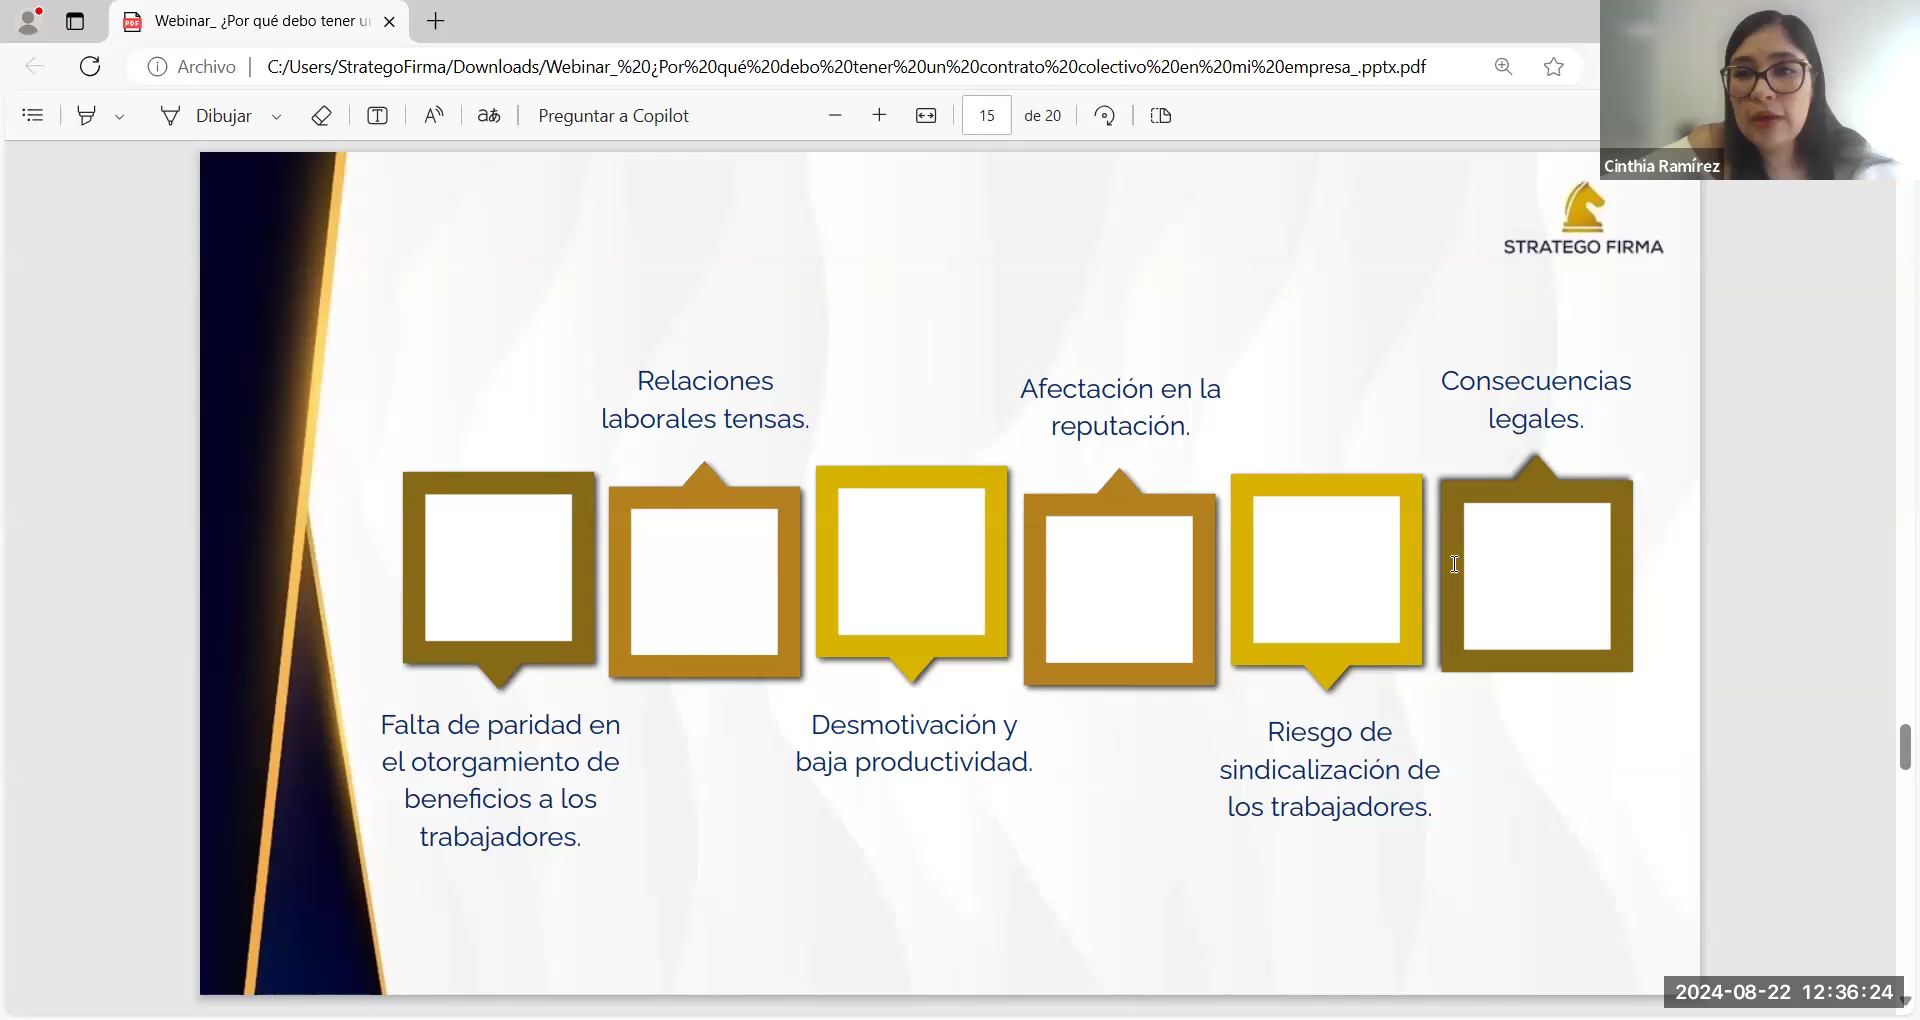 Webinar_ ¿Por qué debo tener u
Archivo
C:/Users/StrategoFirma/Downloads/Webinar_%20¿Por%20qué%20debo%20tener%20un%20contrato%20colectivo%20en%20mi%20empresa_.pptx.pdf
Dibujar
Preguntar a Copilot
15
de 20
Cinthia Ramírez
STRATEGO FIRMA
Relaciones
laborales tensas.
Afectación en la
reputación.
Consecuencias
legales.
Falta de paridad en
el otorgamiento de
beneficios a los
trabajadores.
Desmotivación y
baja productividad.
Riesgo de
sindicalización de
los trabajadores.
2024-08-22 12:36:24